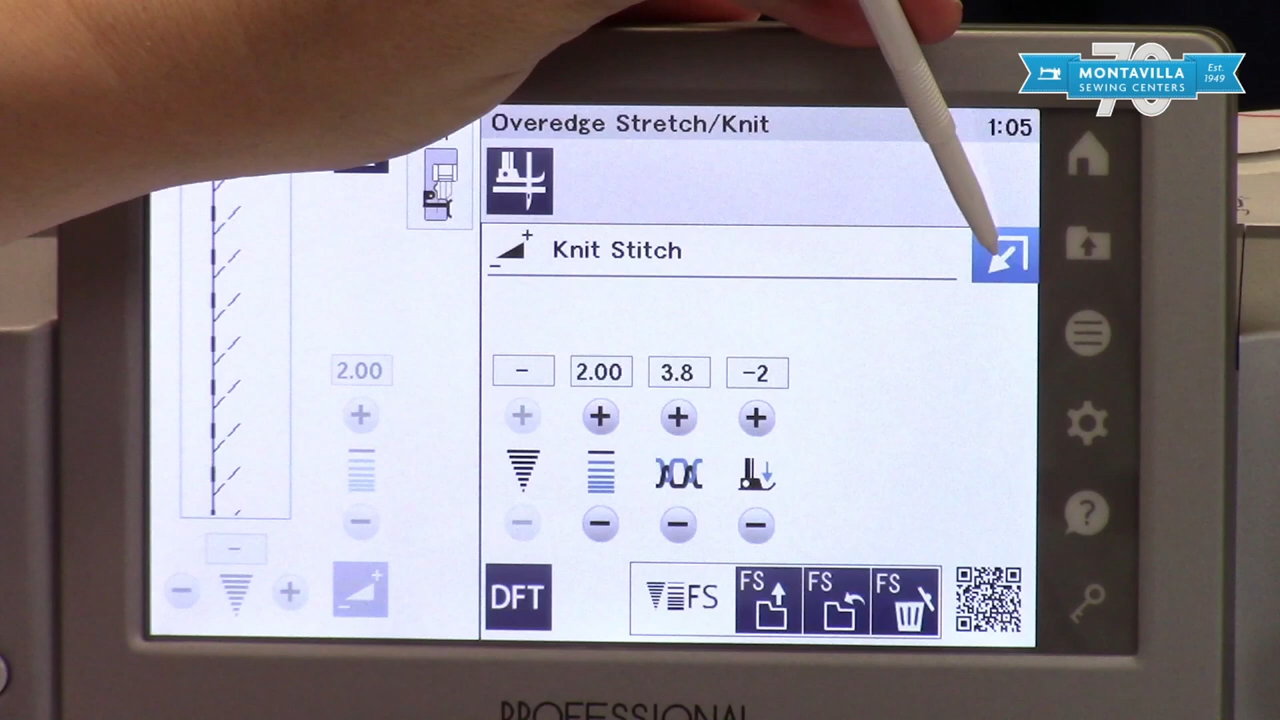 70
MONTAVILLA
SEWING CENTERS
Est.
1949
Overedge Stretch/Knit
1:05
Knit Stitch
2.00
- 2.00 3.8 -2
-
DFT
FS
FS
FS
FS
PROFESSIONAL